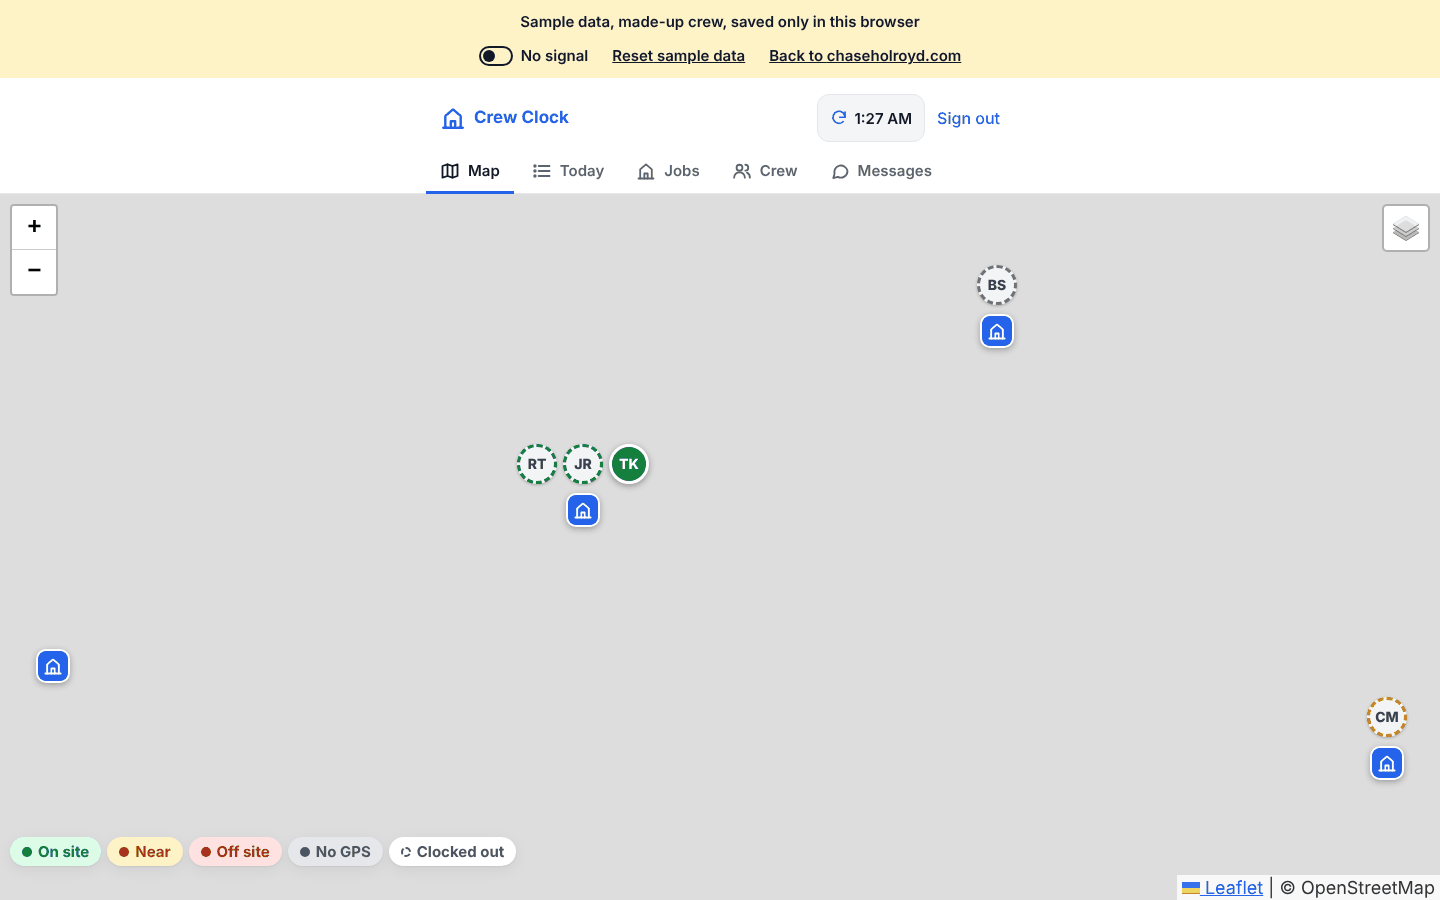 Sample data, made-up crew, saved only in this browser
No signal Reset sample data Back to chaseholroyd.com
Crew Clock 1:27 AM Sign out
Map Today Jobs Crew Messages
+
−
BS
RT JR TK
CM
On site Near Off site No GPS Clocked out
Leaflet | © OpenStreetMap